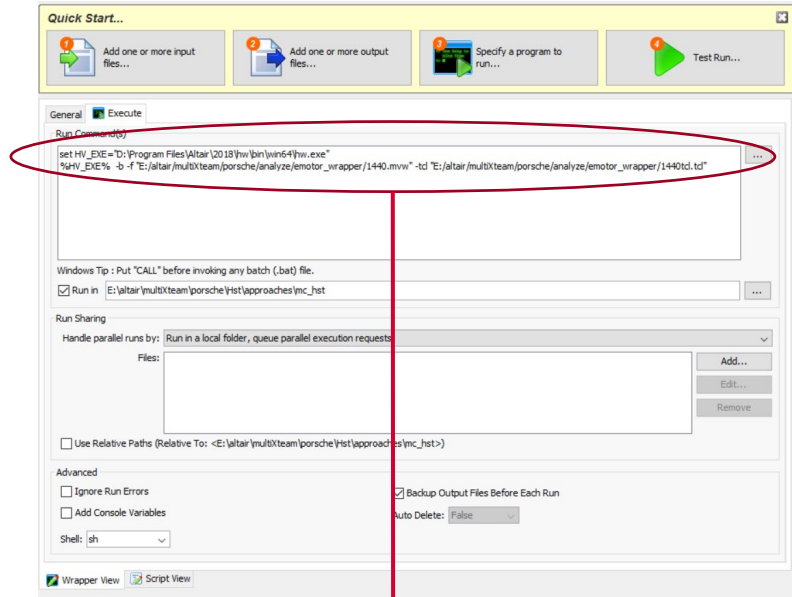 Quick Start...
1
Add one or more input
files...
2
Add one or more output
files...
3
Specify a program to
run...
4
Test Run...
General
Execute
Run Command(s)
set HV_EXE="D:\Program Files\Altair\2018\hw\bin\win64\hw.exe"
%HV_EXE% -b -f "E:/altair/multiXteam/porsche/analyze/emotor_wrapper/1440.mvw" -tcl "E:/altair/multiXteam/porsche/analyze/emotor_wrapper/1440tcl.tcl"
...
Windows Tip : Put "CALL" before invoking any batch (.bat) file.
Run in
E:\altair\multiXteam\porsche\Hst\approaches\mc_hst
...
Run Sharing
Handle parallel runs by:
Run in a local folder, queue parallel execution requests
Files:
Add...
Edit...
Remove
Use Relative Paths (Relative To: <E:\altair\multiXteam\porsche\Hst\approaches\mc_hst>)
Advanced
Ignore Run Errors
Backup Output Files Before Each Run
Add Console Variables
Auto Delete:
False
Shell:
sh
Wrapper View
Script View